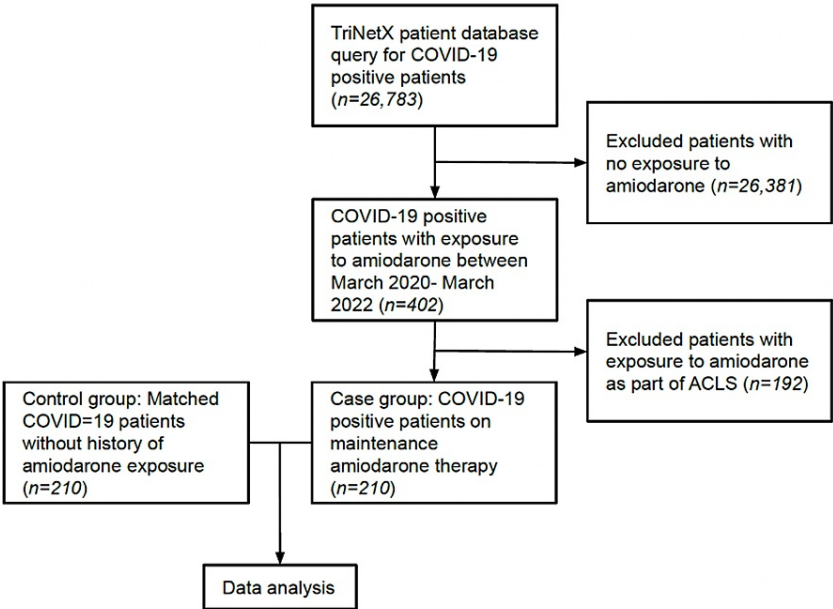 TriNetX patient database
query for COVID-19
positive patients
(n=26,783)
Excluded patients with
no exposure to
amiodarone (n=26,381)
COVID-19 positive
patients with exposure
to amiodarone between
March 2020- March
2022 (n=402)
Excluded patients with
exposure to amiodarone
as part of ACLS (n=192)
Control group: Matched
COVID=19 patients
without history of
amiodarone exposure
(n=210)
Case group: COVID-19
positive patients on
maintenance
amiodarone therapy
(n=210)
Data analysis